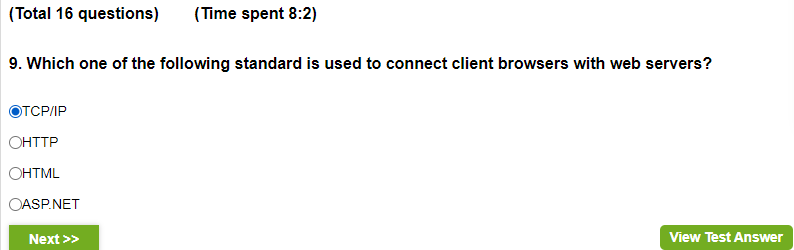 (Total 16 questions) (Time spent 8:2)
9. Which one of the following standard is used to connect client browsers with web servers?
TCP/IP
HTTP
HTML
ASP.NET
Next >> View Test Answer